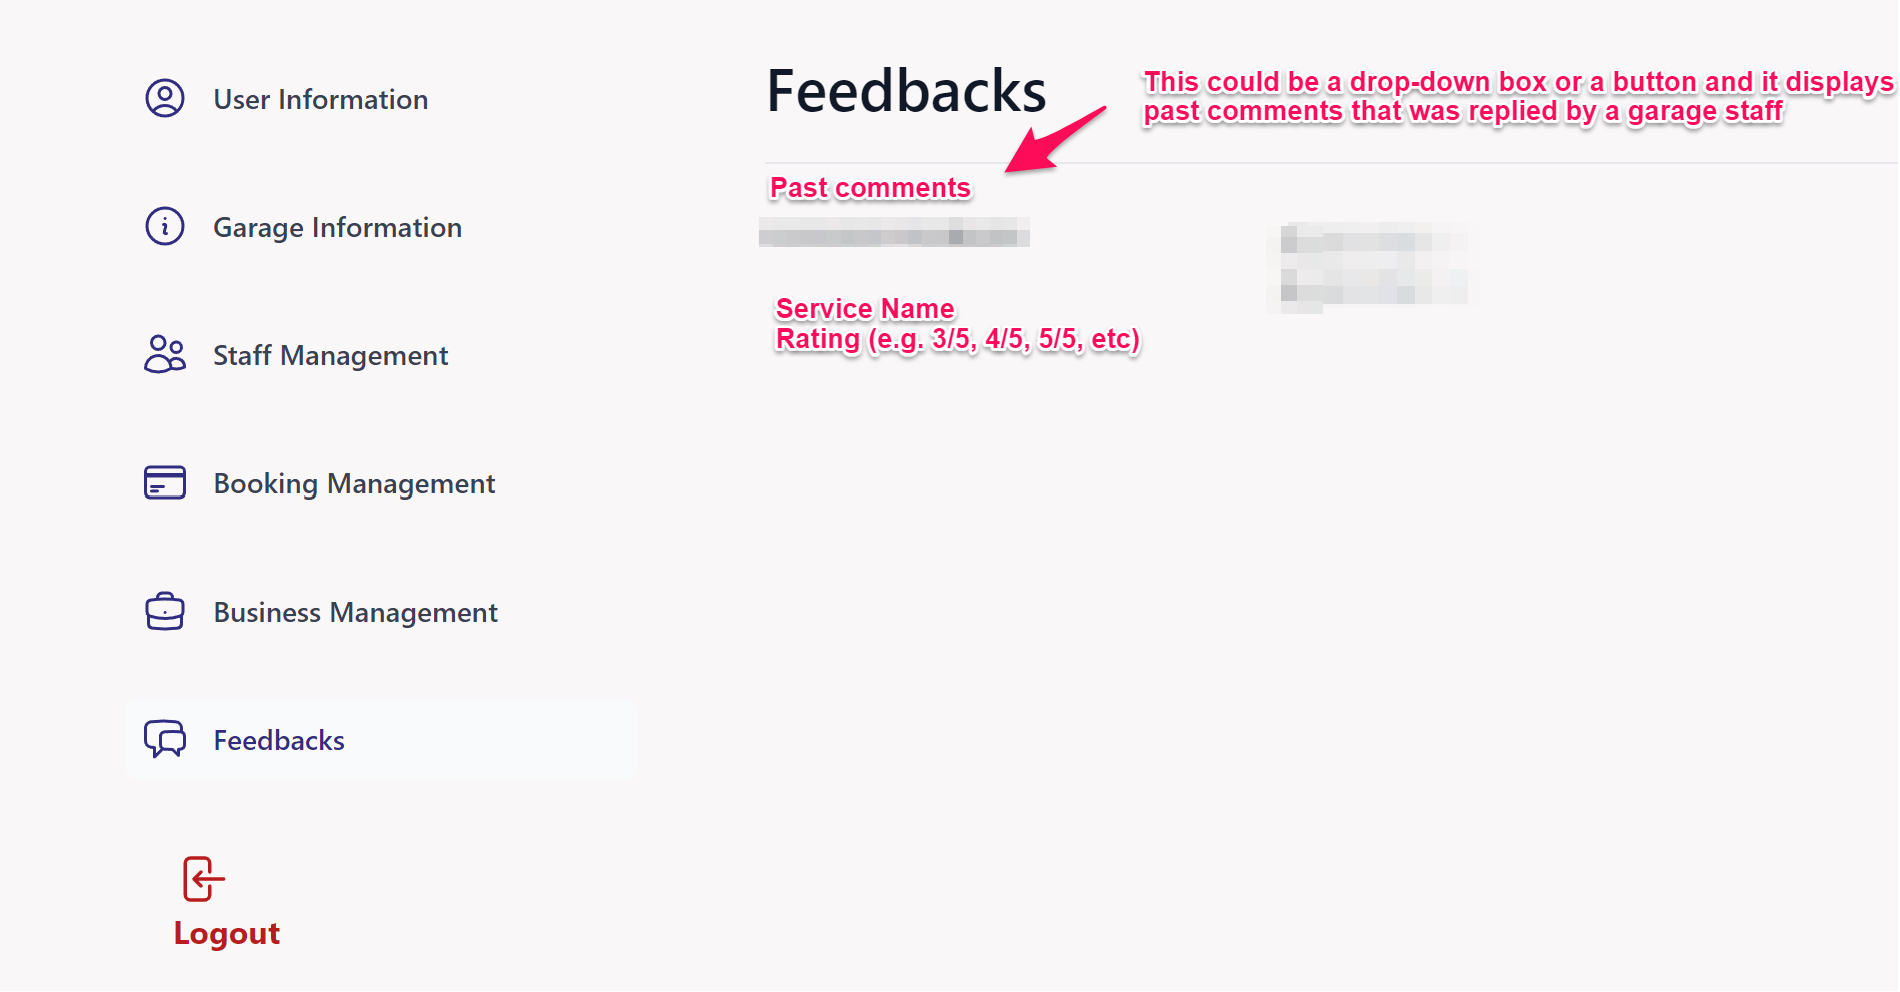 User Information
Garage Information
Staff Management
Booking Management
Business Management
Feedbacks
Logout
Feedbacks
This could be a drop-down box or a button and it displays
past comments that was replied by a garage staff
Past comments
Service Name
Rating (e.g. 3/5, 4/5, 5/5, etc)